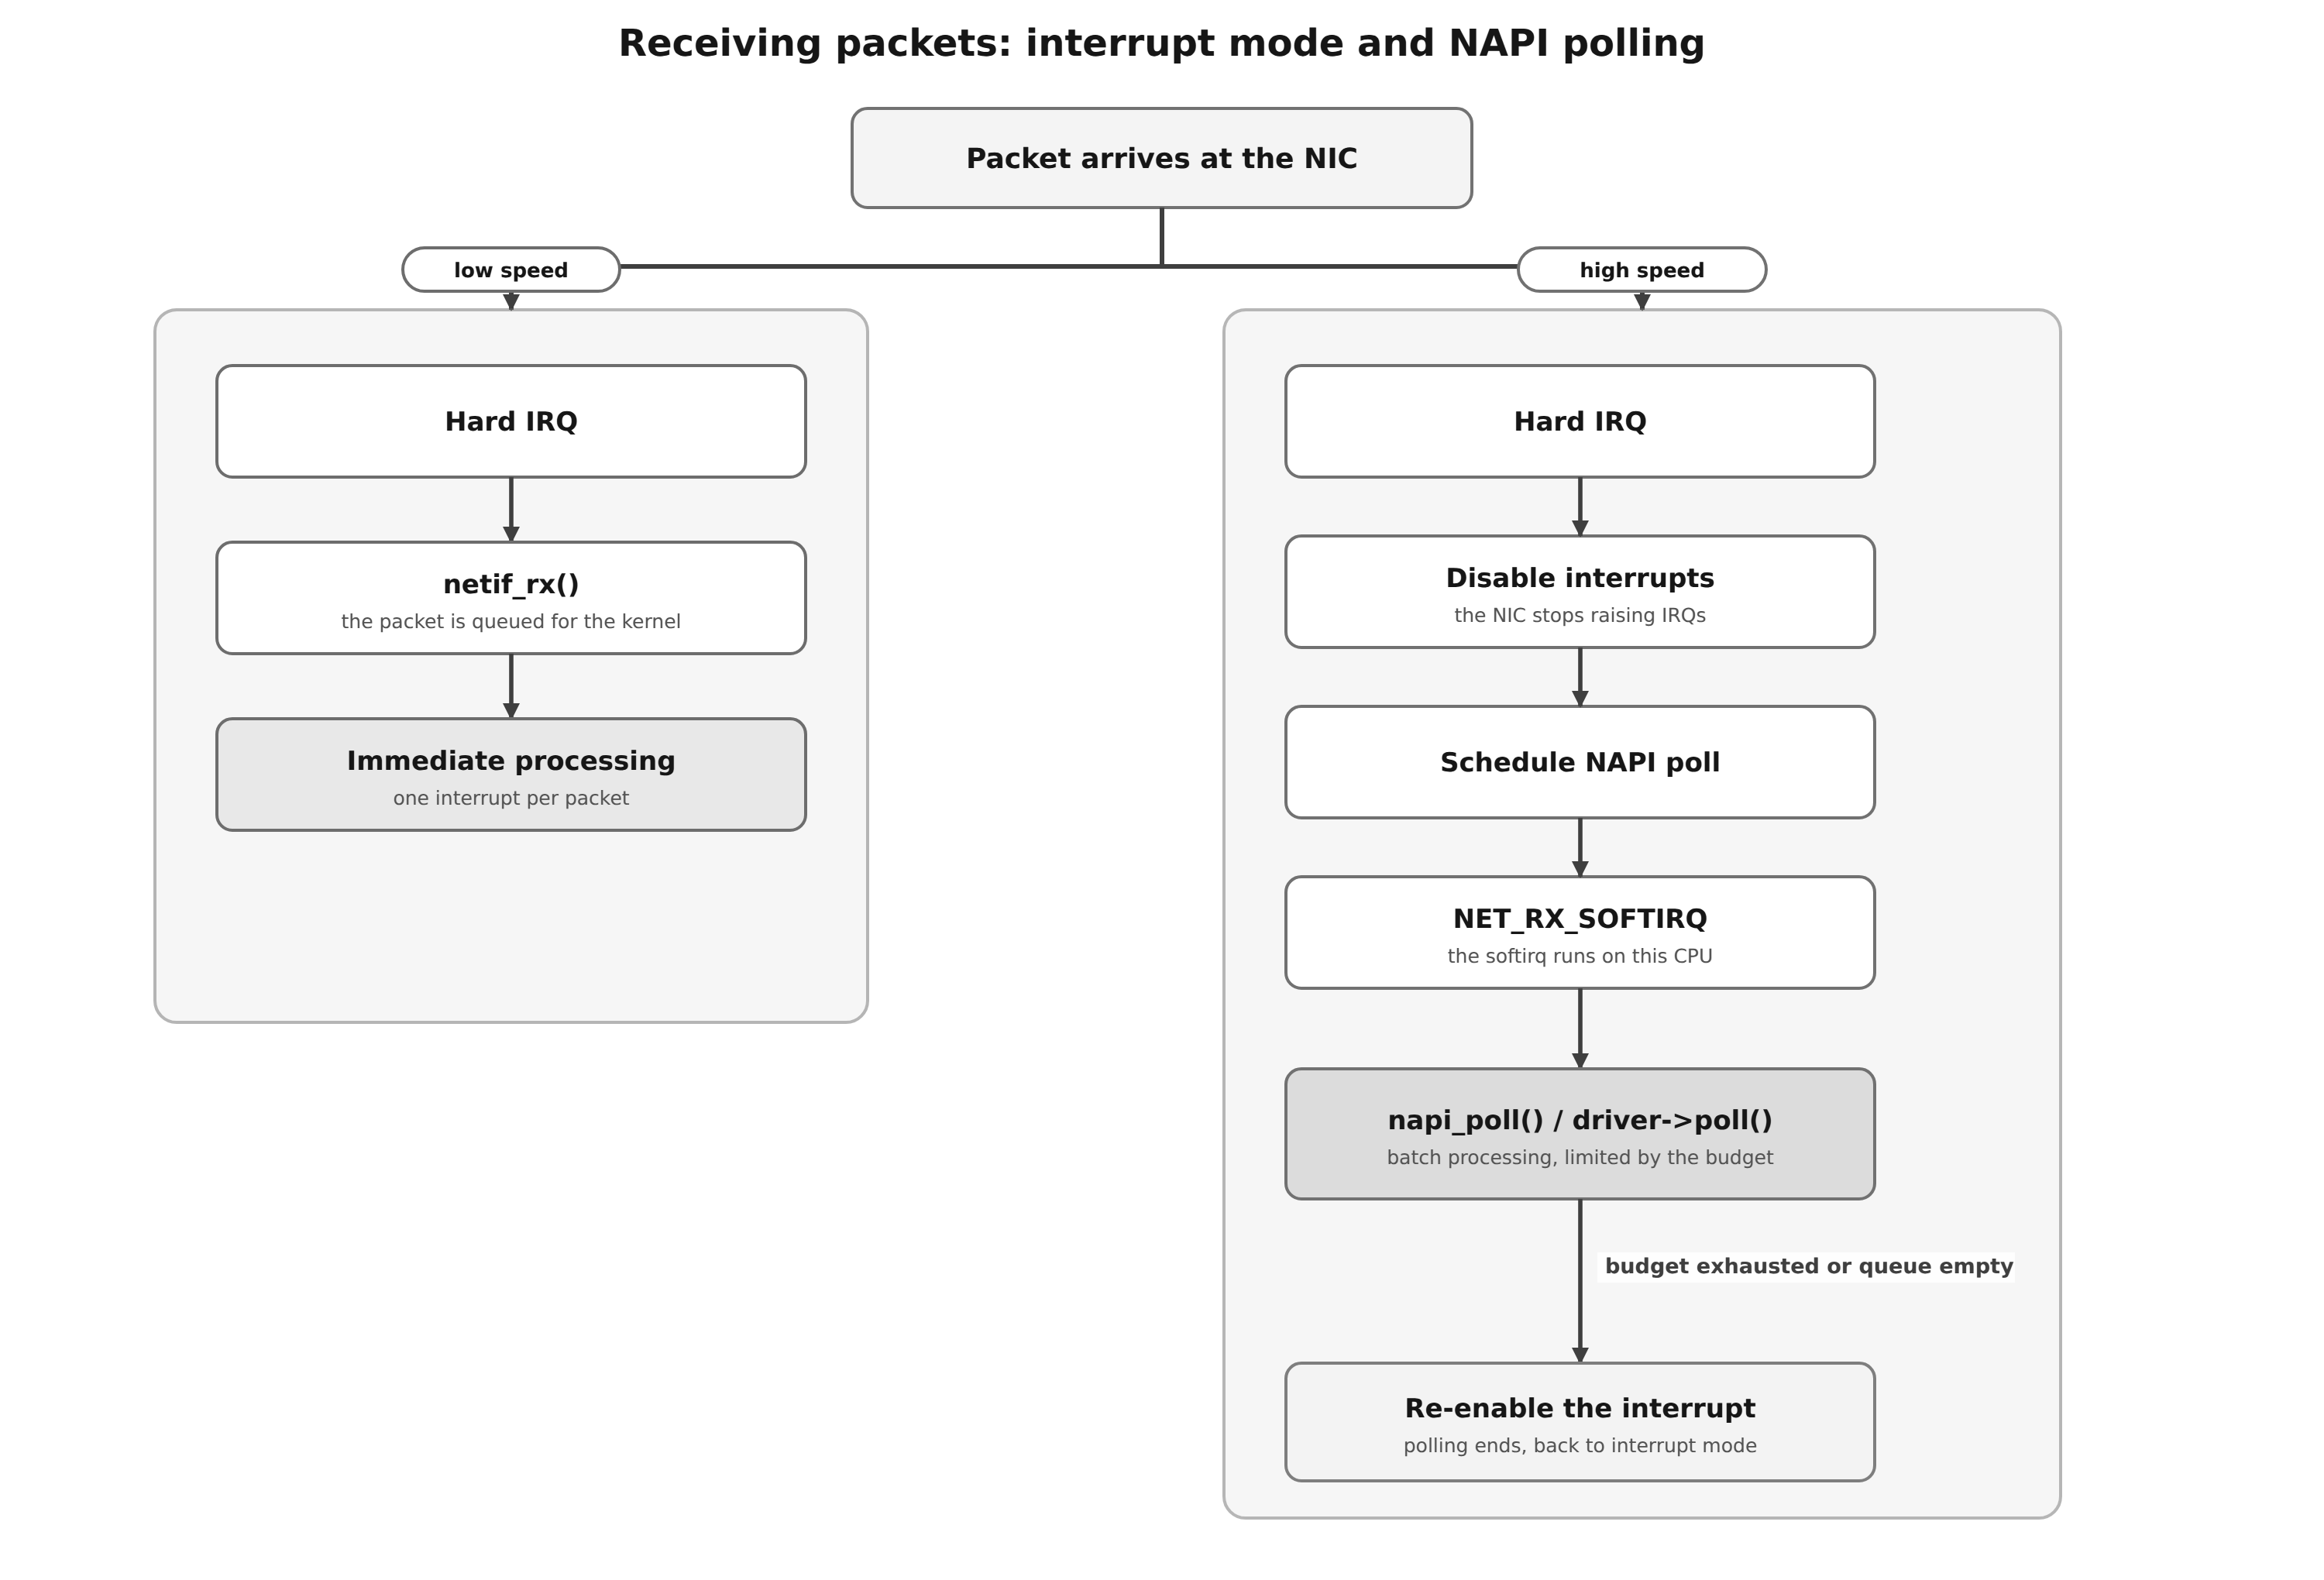 Receiving packets: interrupt mode and NAPI polling
Packet arrives at the NIC
low speed
high speed
Hard IRQ
netif_rx()
the packet is queued for the kernel
Immediate processing
one interrupt per packet
Hard IRQ
Disable interrupts
the NIC stops raising IRQs
Schedule NAPI poll
NET_RX_SOFTIRQ
the softirq runs on this CPU
napi_poll() / driver->poll()
batch processing, limited by the budget
budget exhausted or queue empty
Re-enable the interrupt
polling ends, back to interrupt mode